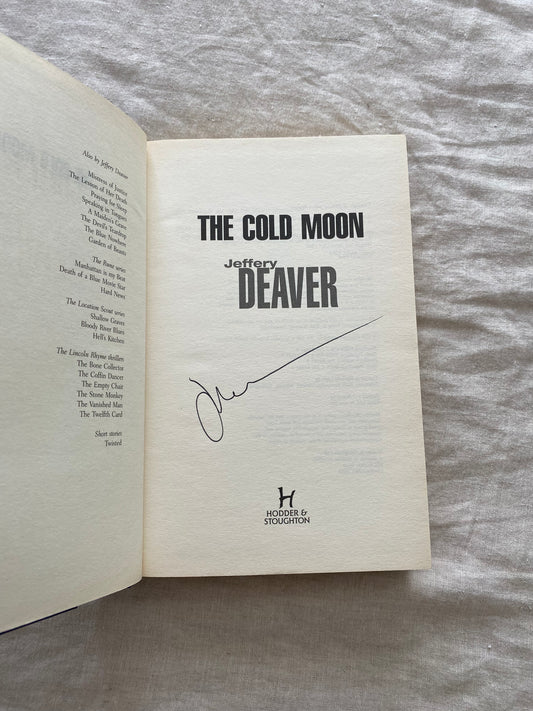 Also by Jeffery Deaver
Mistress of Justice
The Lesson of Her Death
Praying for Sleep
Speaking in Tongues
A Maiden's Grave
The Devil's Teardrop
The Blue Nowhere
Garden of Beasts
The Rune series
Manhattan is my Beat
Death of a Blue Movie Star
Hard News
The Location Scout series
Shallow Graves
Bloody River Blues
Hell's Kitchen
The Lincoln Rhyme thrillers
The Bone Collector
The Coffin Dancer
The Empty Chair
The Stone Monkey
The Vanished Man
The Twelfth Card
Short stories
Twisted
THE COLD MOON
Jeffery
DEAVER
H
HODDER &
STOUGHTON